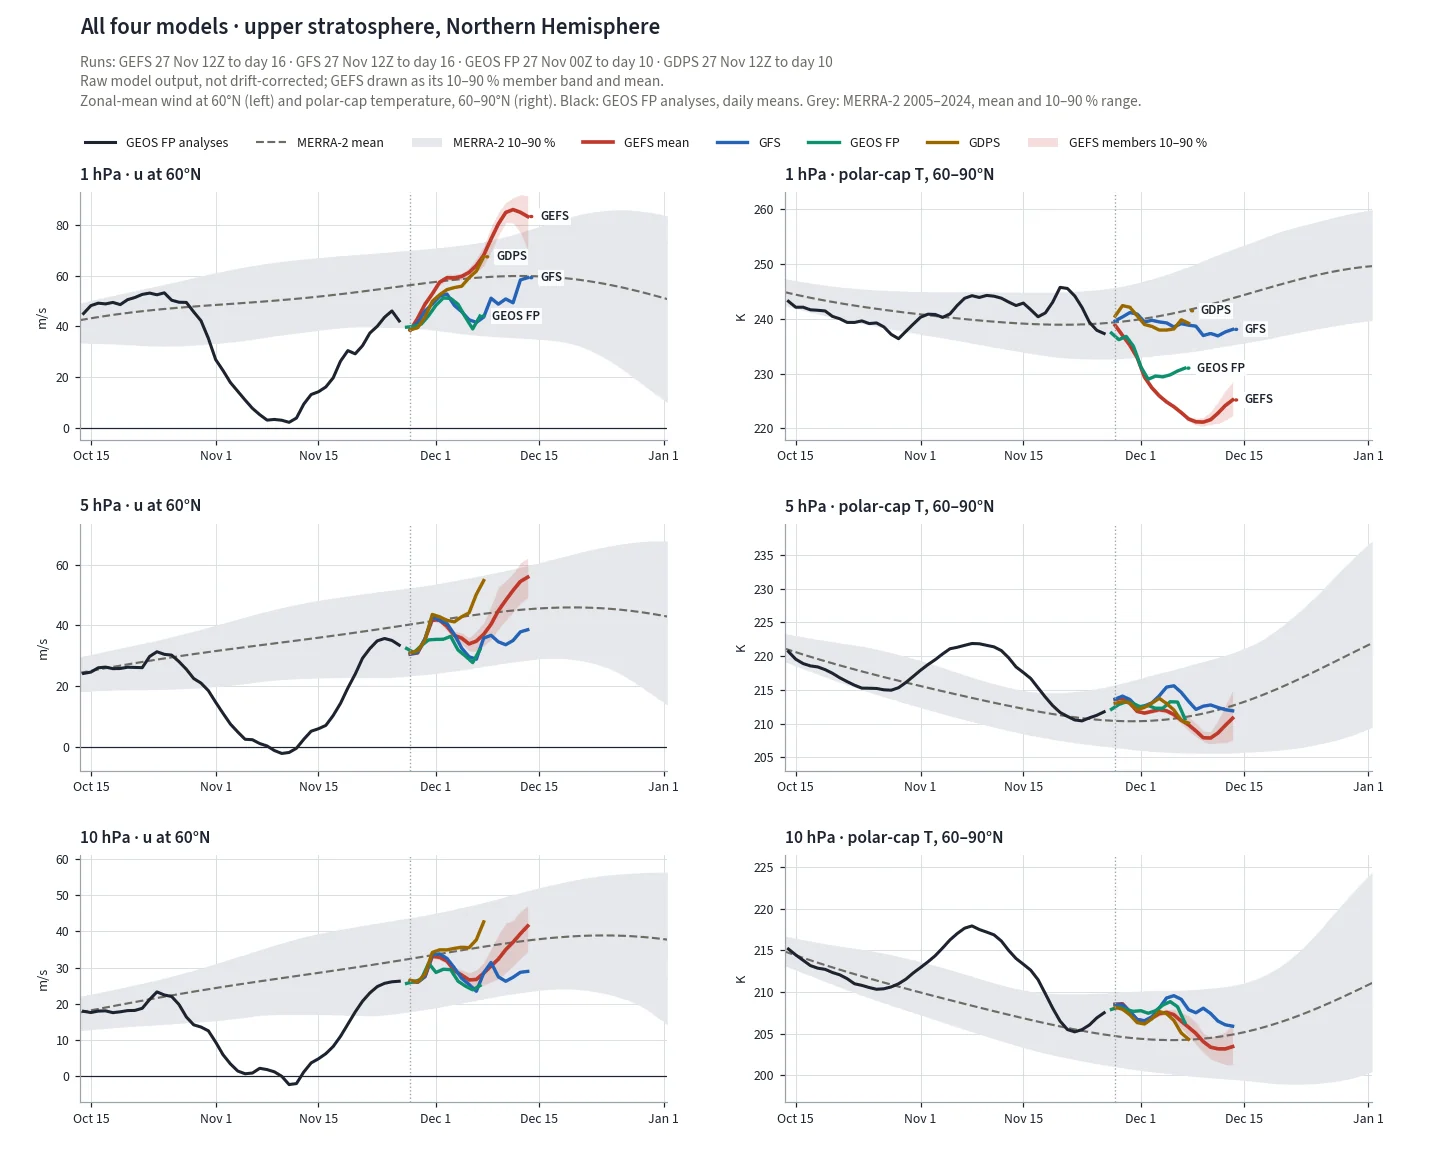 All four models · upper stratosphere, Northern Hemisphere
Runs: GEFS 27 Nov 12Z to day 16 · GFS 27 Nov 12Z to day 16 · GEOS FP 27 Nov 00Z to day 10 · GDPS 27 Nov 12Z to day 10
Raw model output, not drift-corrected; GEFS drawn as its 10–90 % member band and mean.
Zonal-mean wind at 60°N (left) and polar-cap temperature, 60–90°N (right). Black: GEOS FP analyses, daily means. Grey: MERRA-2 2005–2024, mean and 10–90 % range.
GEOS FP analyses MERRA-2 mean MERRA-2 10–90 % GEFS mean GFS GEOS FP GDPS GEFS members 10–90 %
1 hPa · u at 60°N
m/s
80
60
40
20
0
GEFS
GDPS
GFS
GEOS FP
Oct 15 Nov 1 Nov 15 Dec 1 Dec 15 Jan 1
1 hPa · polar-cap T, 60–90°N
K
260
250
240
230
220
GDPS
GFS
GEOS FP
GEFS
Oct 15 Nov 1 Nov 15 Dec 1 Dec 15 Jan 1
5 hPa · u at 60°N
m/s
60
40
20
0
Oct 15 Nov 1 Nov 15 Dec 1 Dec 15 Jan 1
5 hPa · polar-cap T, 60–90°N
K
235
230
225
220
215
210
205
Oct 15 Nov 1 Nov 15 Dec 1 Dec 15 Jan 1
10 hPa · u at 60°N
m/s
60
50
40
30
20
10
0
Oct 15 Nov 1 Nov 15 Dec 1 Dec 15 Jan 1
10 hPa · polar-cap T, 60–90°N
K
225
220
215
210
205
200
Oct 15 Nov 1 Nov 15 Dec 1 Dec 15 Jan 1